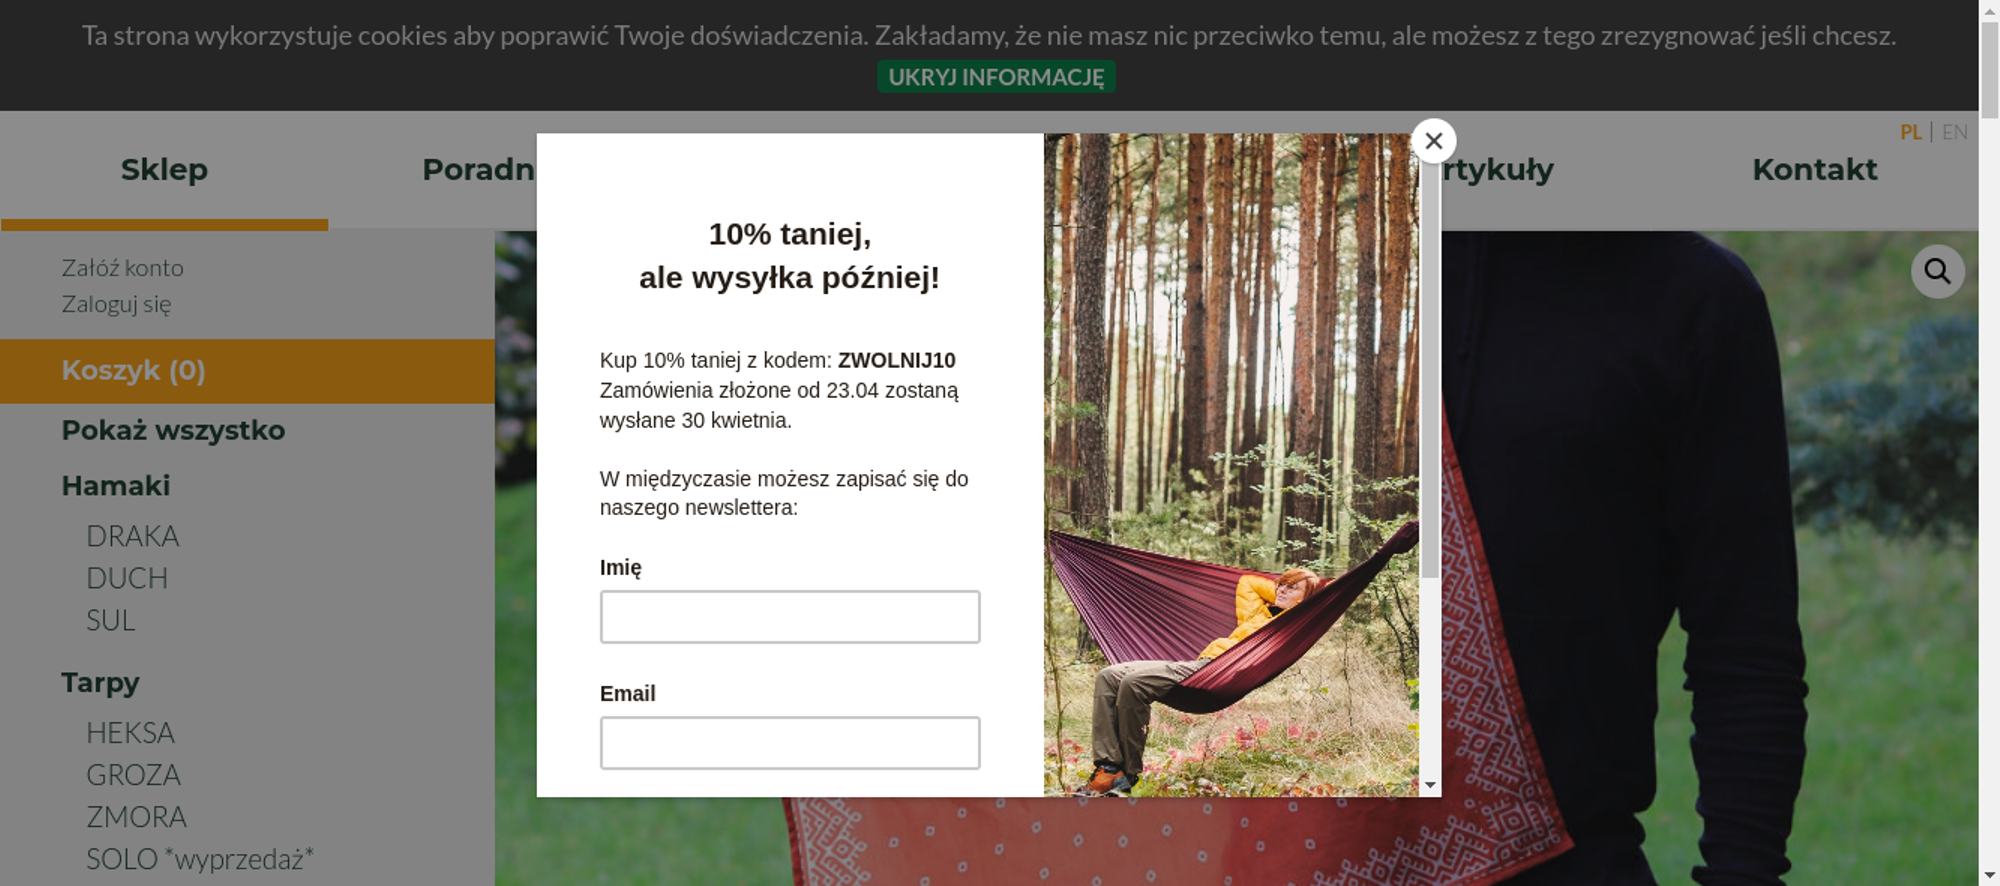 Ta strona wykorzystuje cookies aby poprawić Twoje doświadczenia. Zakładamy, że nie masz nic przeciwko temu, ale możesz z tego zrezygnować jeśli chcesz.
UKRYJ INFORMACJĘ
PL | EN
Sklep
Poradn
rtykuły
Kontakt
Załóż konto
Zaloguj się
Koszyk (0)
Pokaż wszystko
Hamaki
DRAKA
DUCH
SUL
Tarpy
HEKSA
GROZA
ZMORA
SOLO *wyprzedaż*
10% taniej,
ale wysyłka później!
Kup 10% taniej z kodem: ZWOLNIJ10
Zamówienia złożone od 23.04 zostaną
wysłane 30 kwietnia.
W międzyczasie możesz zapisać się do
naszego newslettera:
Imię
Email